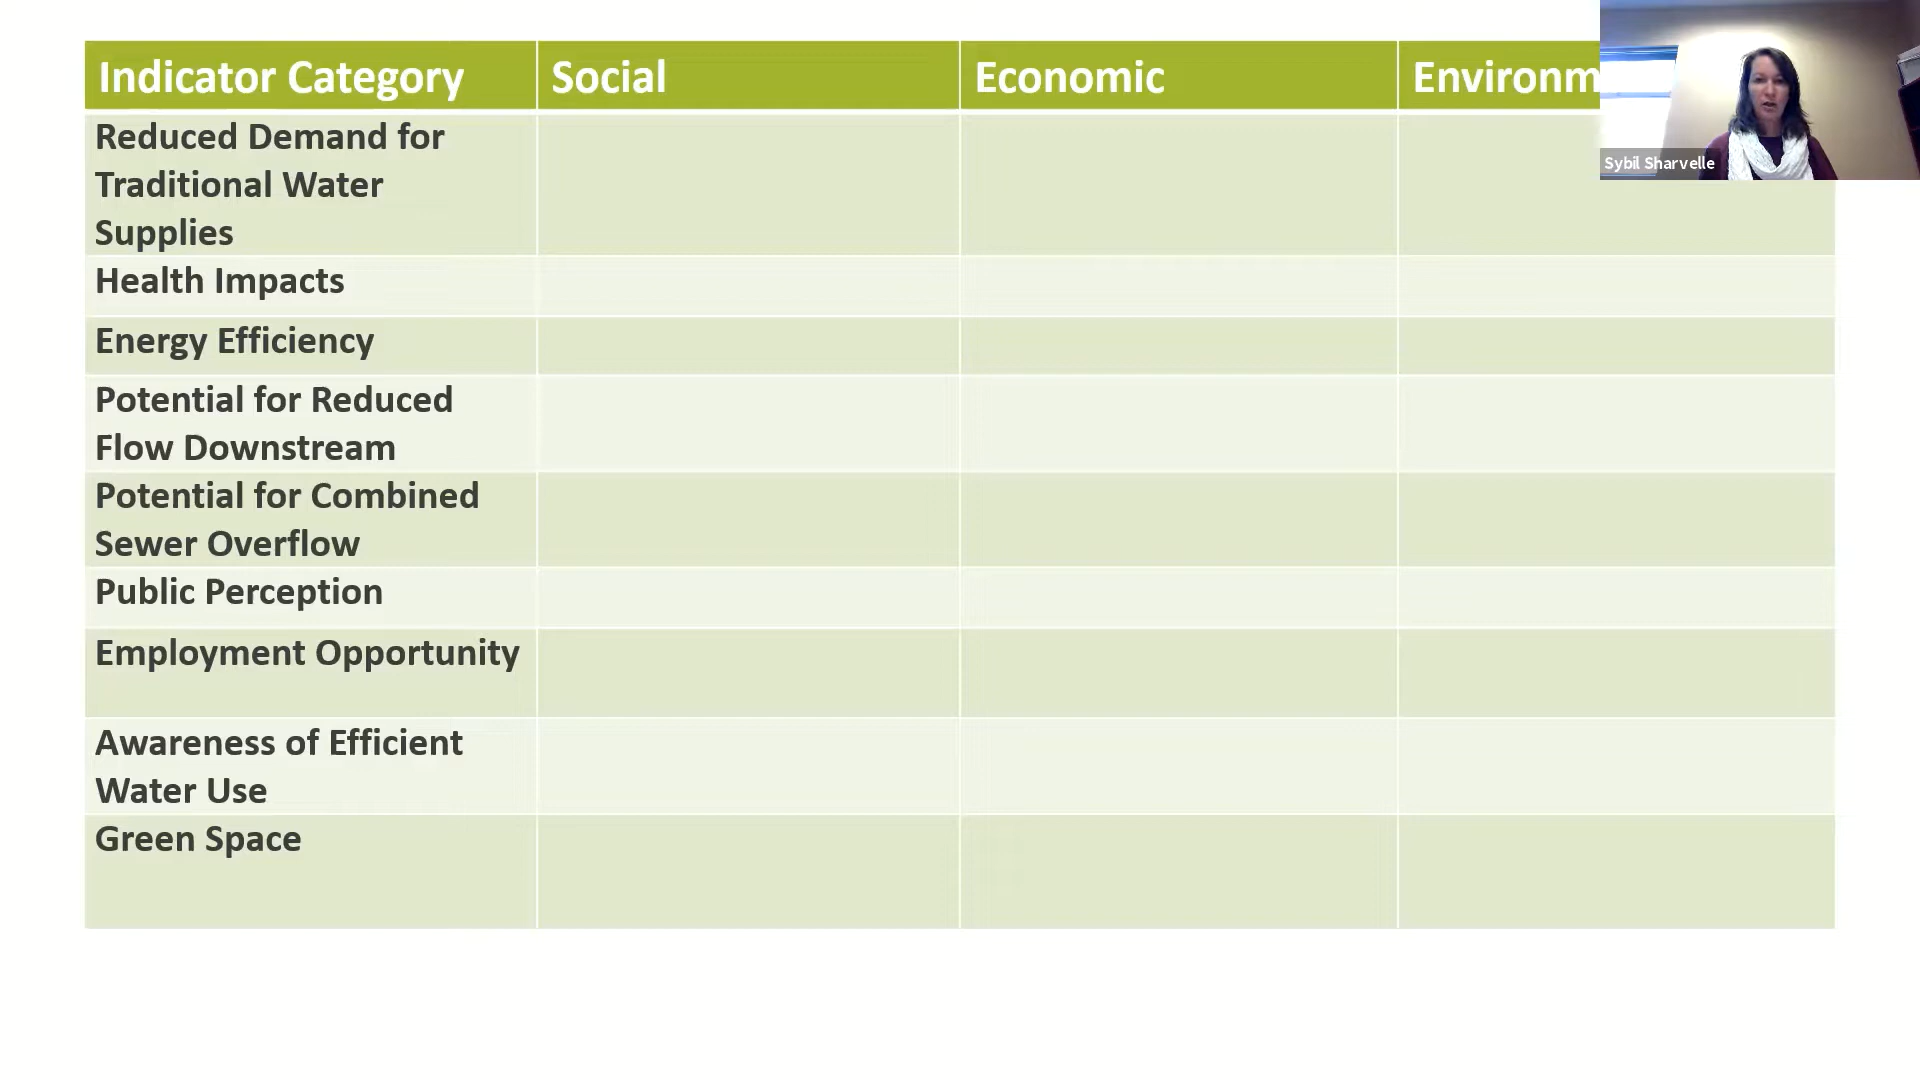 Indicator Category Social Economic Environm
Sybil Sharvelle
Reduced Demand for
Traditional Water
Supplies
Health Impacts
Energy Efficiency
Potential for Reduced
Flow Downstream
Potential for Combined
Sewer Overflow
Public Perception
Employment Opportunity
Awareness of Efficient
Water Use
Green Space